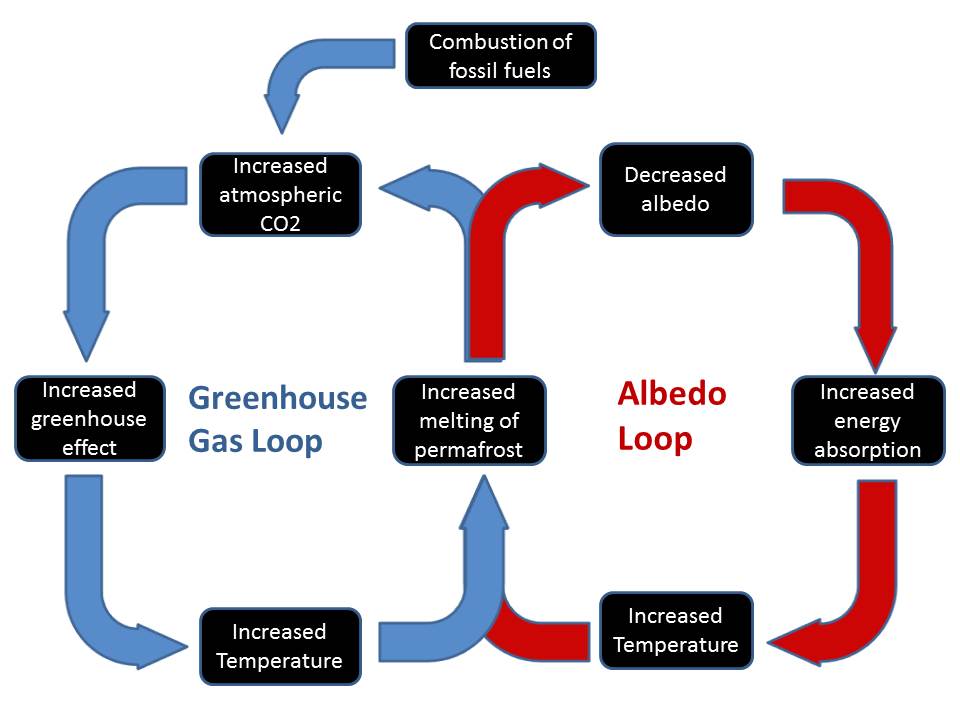 Combustion of
fossil fuels
Increased
atmospheric
CO2
Decreased
albedo
Increased
greenhouse
effect
Greenhouse
Gas Loop
Increased
melting of
permafrost
Albedo
Loop
Increased
energy
absorption
Increased
Temperature
Increased
Temperature